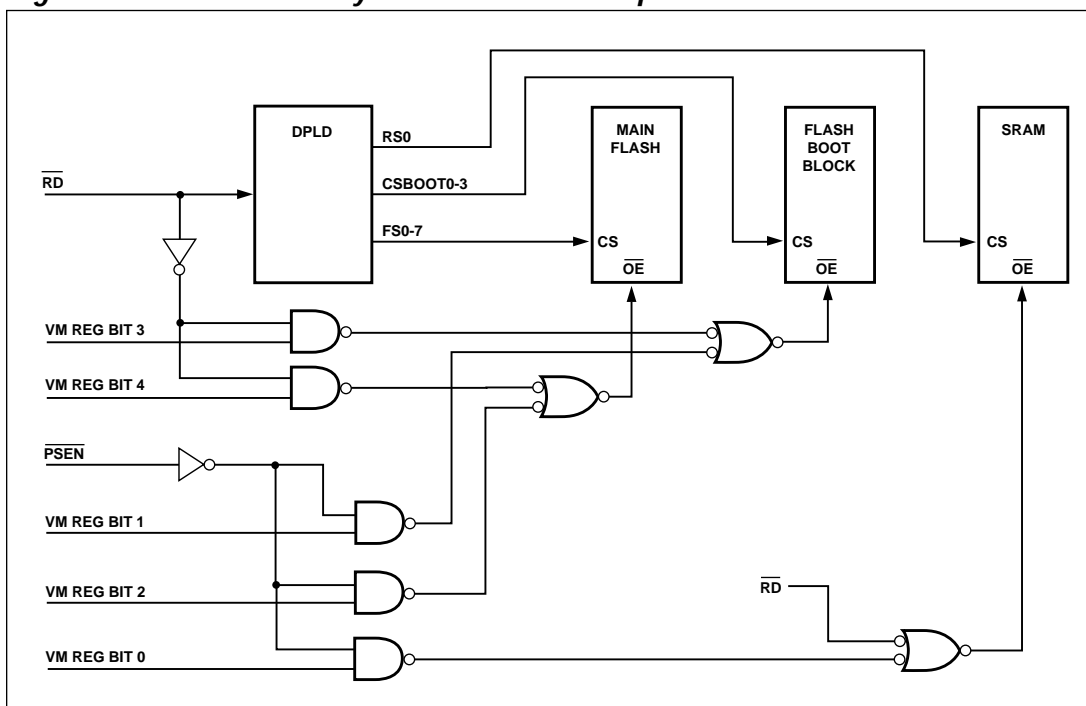 DPLD
MAIN
FLASH
FLASH
BOOT
BLOCK
SRAM
RS0
RD
CSBOOT0-3
FS0-7
CS
CS
CS
OE
OE
OE
VM REG BIT 3
VM REG BIT 4
PSEN
VM REG BIT 1
VM REG BIT 2
RD
VM REG BIT 0